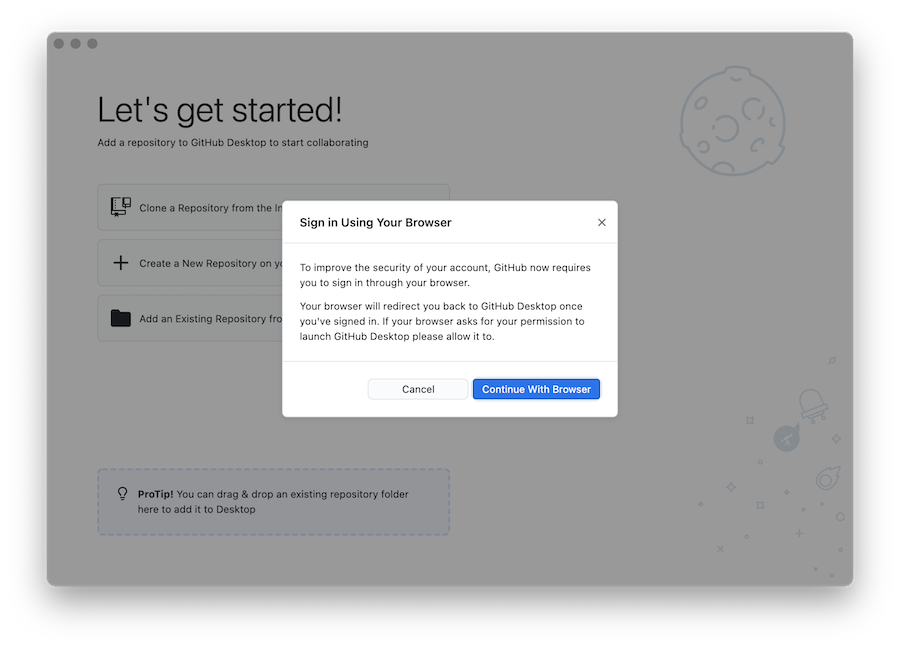 Let's get started!
Add a repository to GitHub Desktop to start collaborating
Clone a Repository from the In
Create a New Repository on yo
Add an Existing Repository fro
Sign in Using Your Browser
To improve the security of your account, GitHub now requires
you to sign in through your browser.
Your browser will redirect you back to GitHub Desktop once
you've signed in. If your browser asks for your permission to
launch GitHub Desktop please allow it to.
Cancel
Continue With Browser
ProTip! You can drag & drop an existing repository folder
here to add it to Desktop